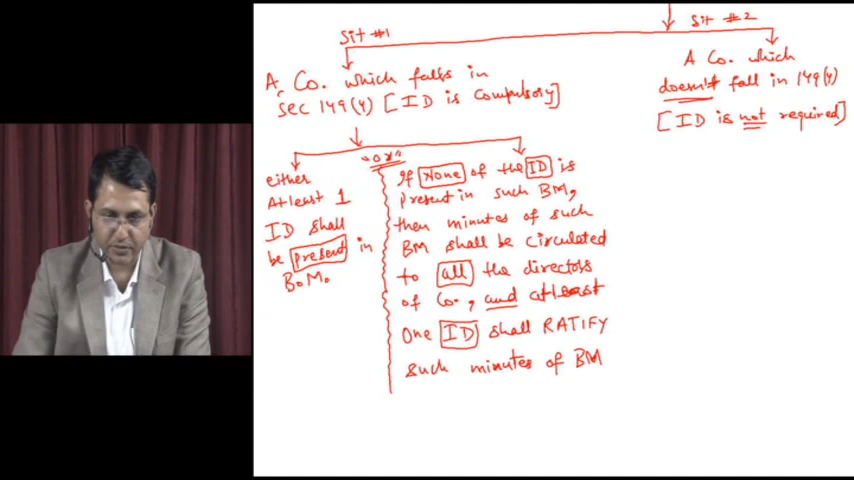 Sit #1
Sit #2
A Co. which falls in
Sec 149(4) [ID is Compulsory]
A Co. which
doesn't fall in 149(4)
[ID is not required]
"or"
either
Atleast 1
ID shall
be present in
BoM.
If None of the ID is
present in such BM,
then minutes of such
BM shall be circulated
to all the directors
of Co., and atleast
One ID shall RATIFY
such minutes of BM